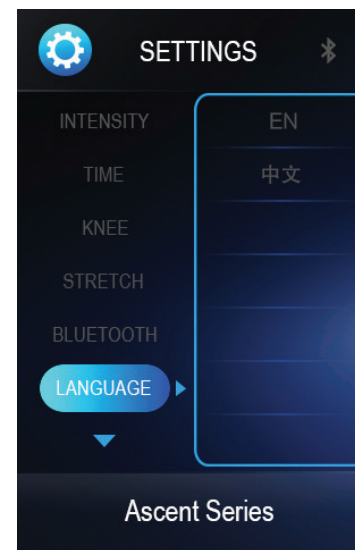 SETTINGS
INTENSITY
TIME
KNEE
STRETCH
BLUETOOTH
LANGUAGE
EN
中文
Ascent Series